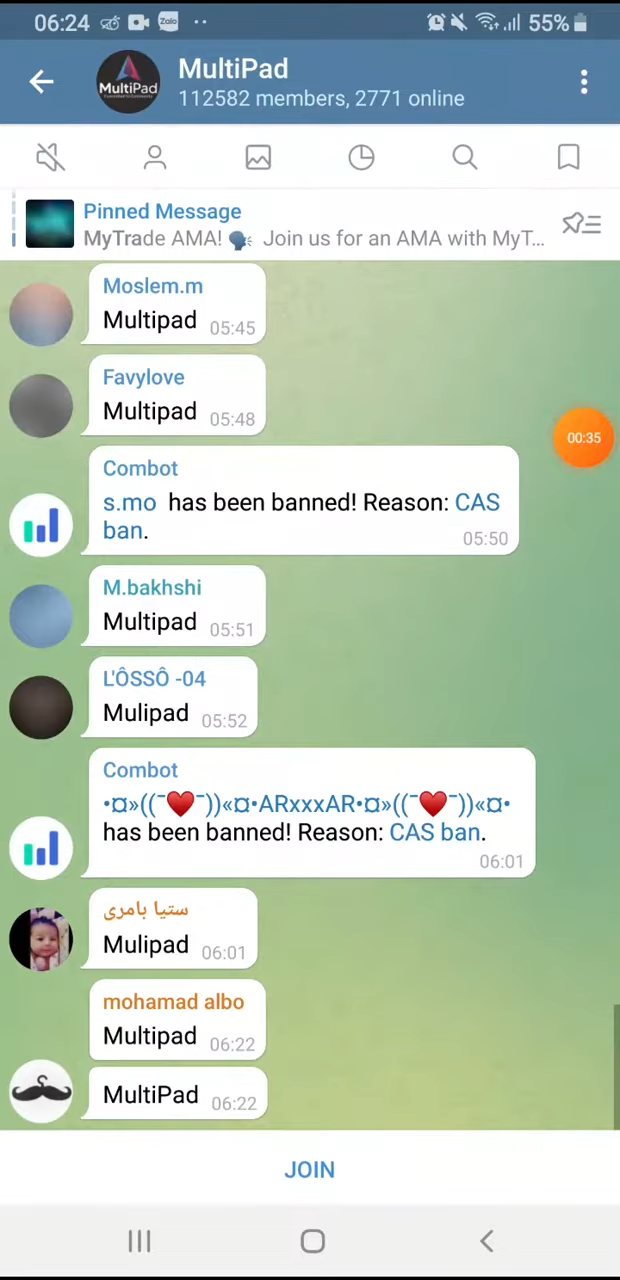 06:24 Zalo 55%
MultiPad
MultiPad
112582 members, 2771 online
Pinned Message
MyTrade AMA! 🗣 Join us for an AMA with MyT...
Moslem.m
Multipad 05:45
Favylove
Multipad 05:48
00:35
Combot
s.mo has been banned! Reason: CAS
ban.
05:50
M.bakhshi
Multipad 05:51
L'ÔSSÔ -04
Mulipad 05:52
Combot
•¤»((¯❤¯))«¤•ARxxxAR•¤»((¯❤¯))«¤•
has been banned! Reason: CAS ban.
06:01
ستیا بامری
Mulipad 06:01
mohamad albo
Multipad 06:22
MultiPad 06:22
JOIN